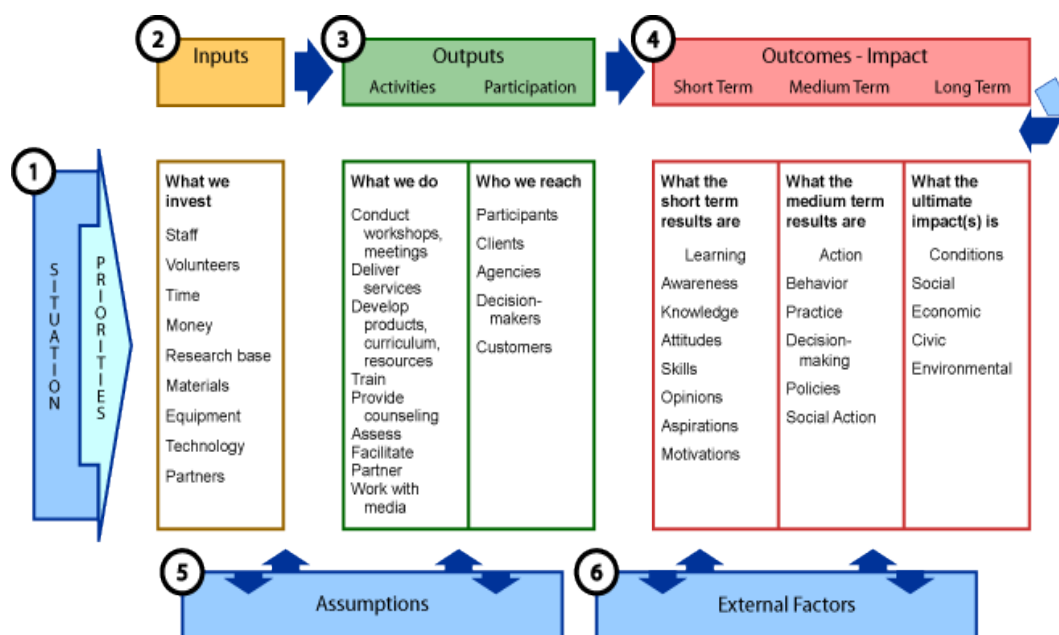 2
Inputs
3
Outputs
Activities Participation
4
Outcomes - Impact
Short Term Medium Term Long Term
1
SITUATION
PRIORITIES
What we
invest
Staff
Volunteers
Time
Money
Research base
Materials
Equipment
Technology
Partners
What we do
Conduct
workshops,
meetings
Deliver
services
Develop
products,
curriculum,
resources
Train
Provide
counseling
Assess
Facilitate
Partner
Work with
media
Who we reach
Participants
Clients
Agencies
Decision-
makers
Customers
What the
short term
results are
Learning
Awareness
Knowledge
Attitudes
Skills
Opinions
Aspirations
Motivations
What the
medium term
results are
Action
Behavior
Practice
Decision-
making
Policies
Social Action
What the
ultimate
impact(s) is
Conditions
Social
Economic
Civic
Environmental
5
Assumptions
6
External Factors